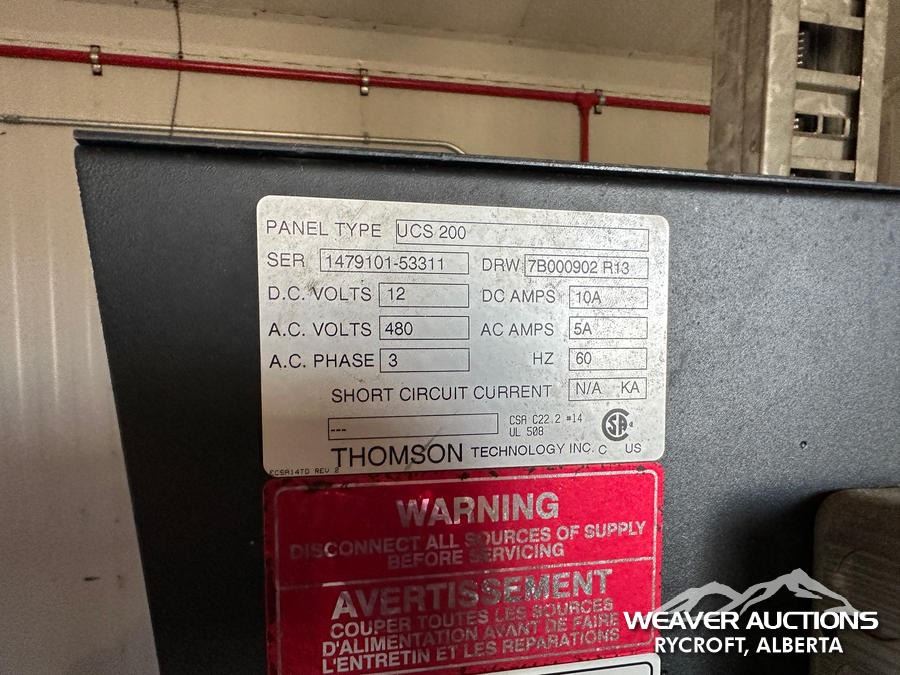 PANEL TYPE UCS 200
SER 1479101-53311 DRW 7B000902 R13
D.C. VOLTS 12 DC AMPS 10A
A.C. VOLTS 480 AC AMPS 5A
A.C. PHASE 3 HZ 60
SHORT CIRCUIT CURRENT N/A KA
--- CSA C22.2 #14
UL 508
THOMSON TECHNOLOGY INC. C US
ECSA14TD REV 2
WARNING
DISCONNECT ALL SOURCES OF SUPPLY
BEFORE SERVICING
AVERTISSEMENT
COUPER TOUTES LES SOURCES
D'ALIMENTATION AVANT DE FAIRE
L'ENTRETIEN ET LES REPARATIONS
WEAVER AUCTIONS
RYCROFT, ALBERTA